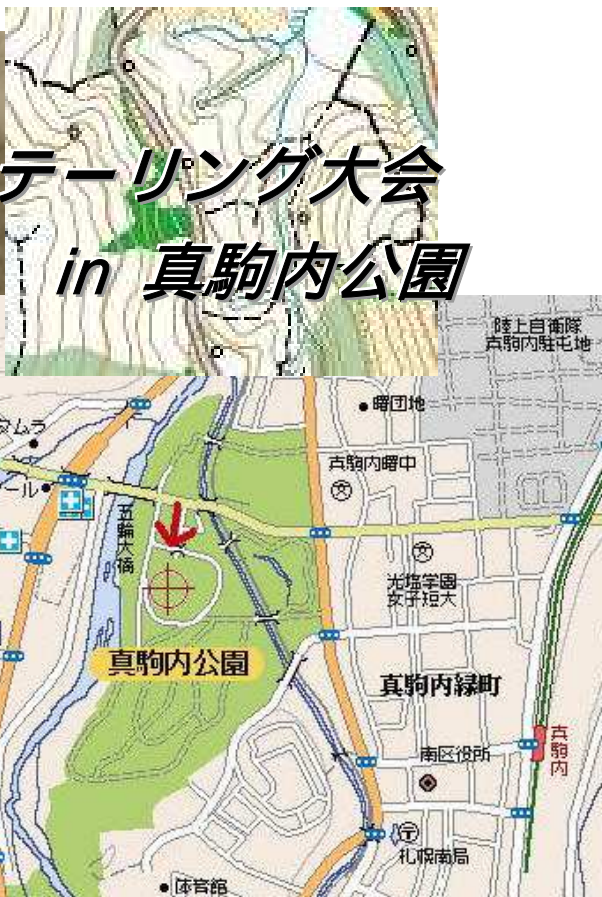 テーリング大会
in 真駒内公園
陸上自衛隊
真駒内駐屯地
曙団地
真駒内曙中
五輪大橋
光塩学園
女子短大
真駒内公園
真駒内緑町
真駒内
南区役所
札幌南局
体育館